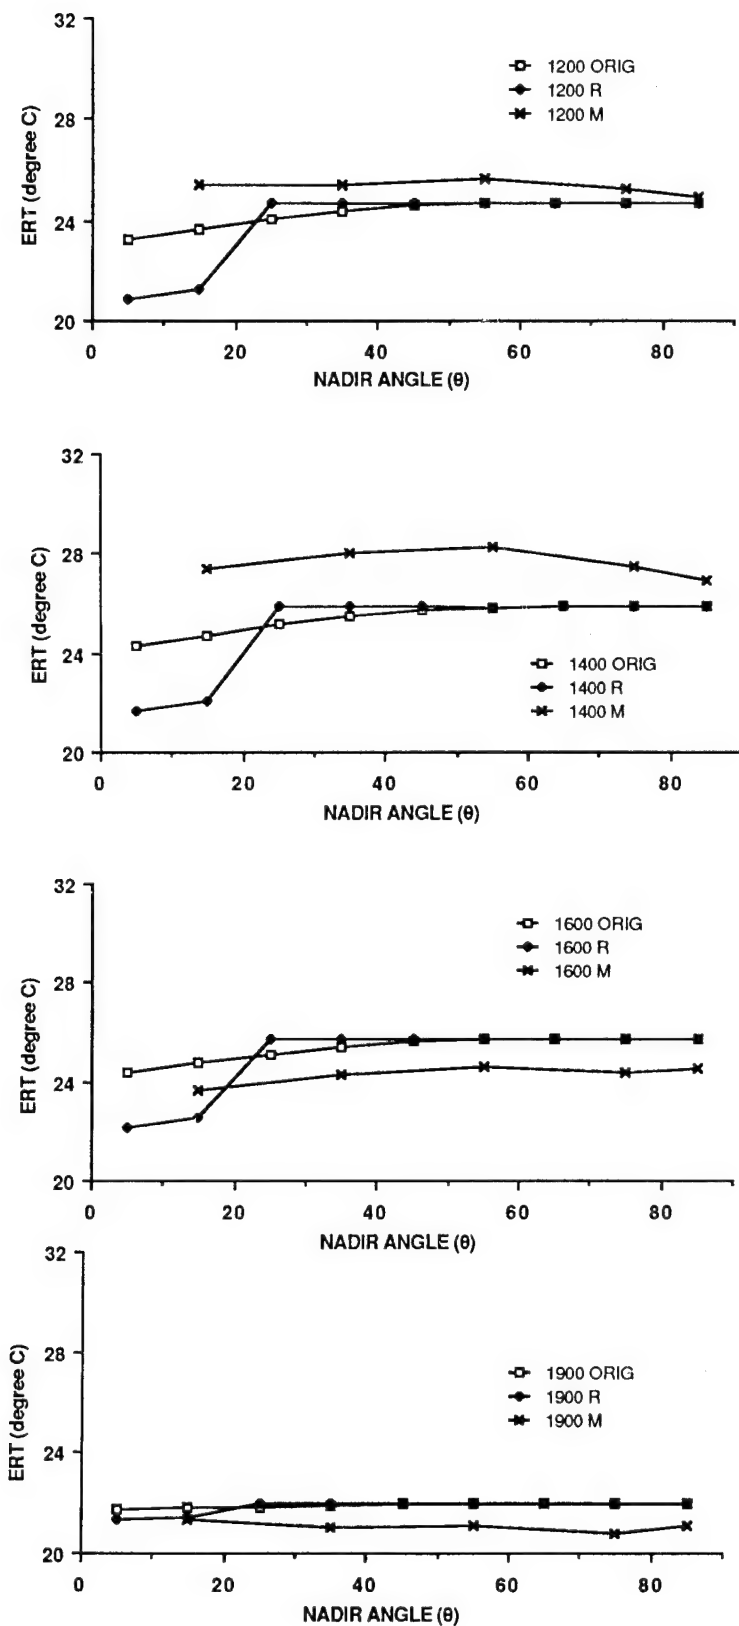 32
28
24
20
ERT (degree C)
1200 ORIG
1200 R
1200 M
0 20 40 60 80
NADIR ANGLE (θ)
32
28
24
20
ERT (degree C)
1400 ORIG
1400 R
1400 M
0 20 40 60 80
NADIR ANGLE (θ)
32
28
24
20
ERT (degree C)
1600 ORIG
1600 R
1600 M
0 20 40 60 80
NADIR ANGLE (θ)
32
28
24
20
ERT (degree C)
1900 ORIG
1900 R
1900 M
0 20 40 60 80
NADIR ANGLE (θ)